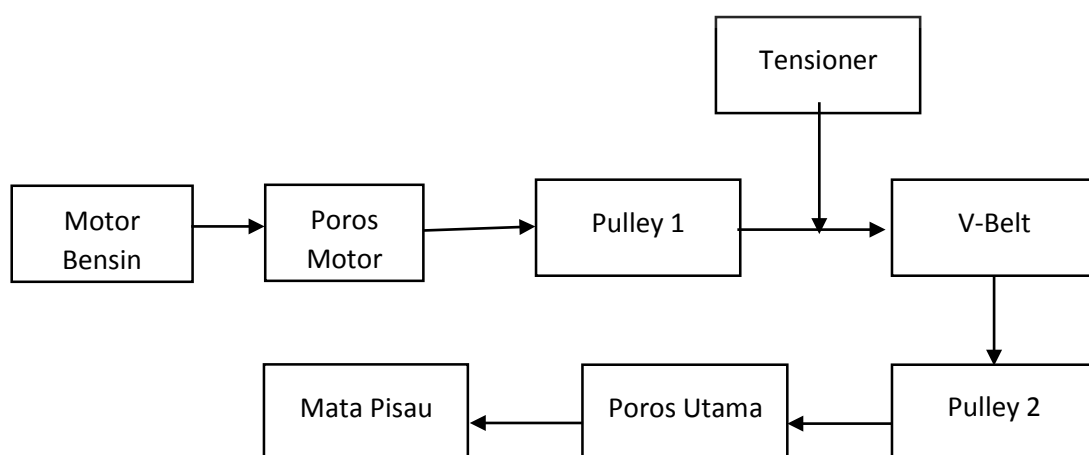 Tensioner
Motor
Bensin
Poros
Motor
Pulley 1
V-Belt
Mata Pisau
Poros Utama
Pulley 2